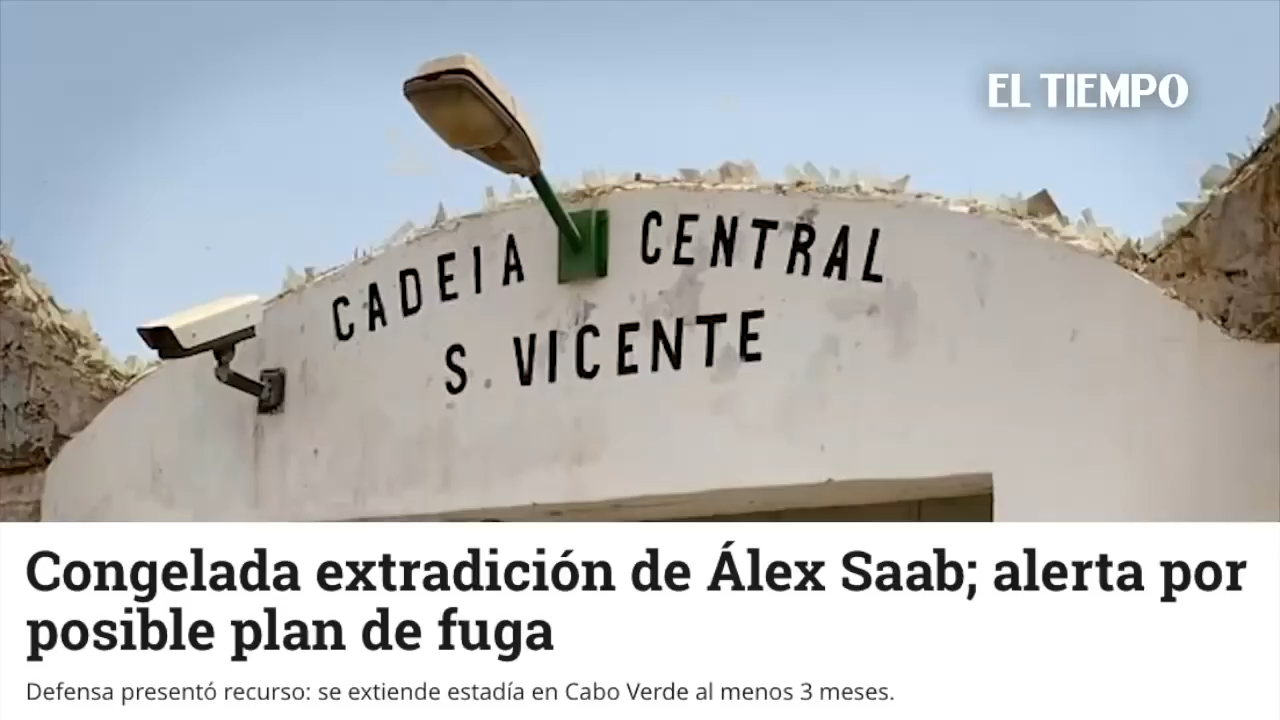 EL TIEMPO
CADEIA CENTRAL
S. VICENTE
Congelada extradición de Álex Saab; alerta por
posible plan de fuga
Defensa presentó recurso: se extiende estadía en Cabo Verde al menos 3 meses.